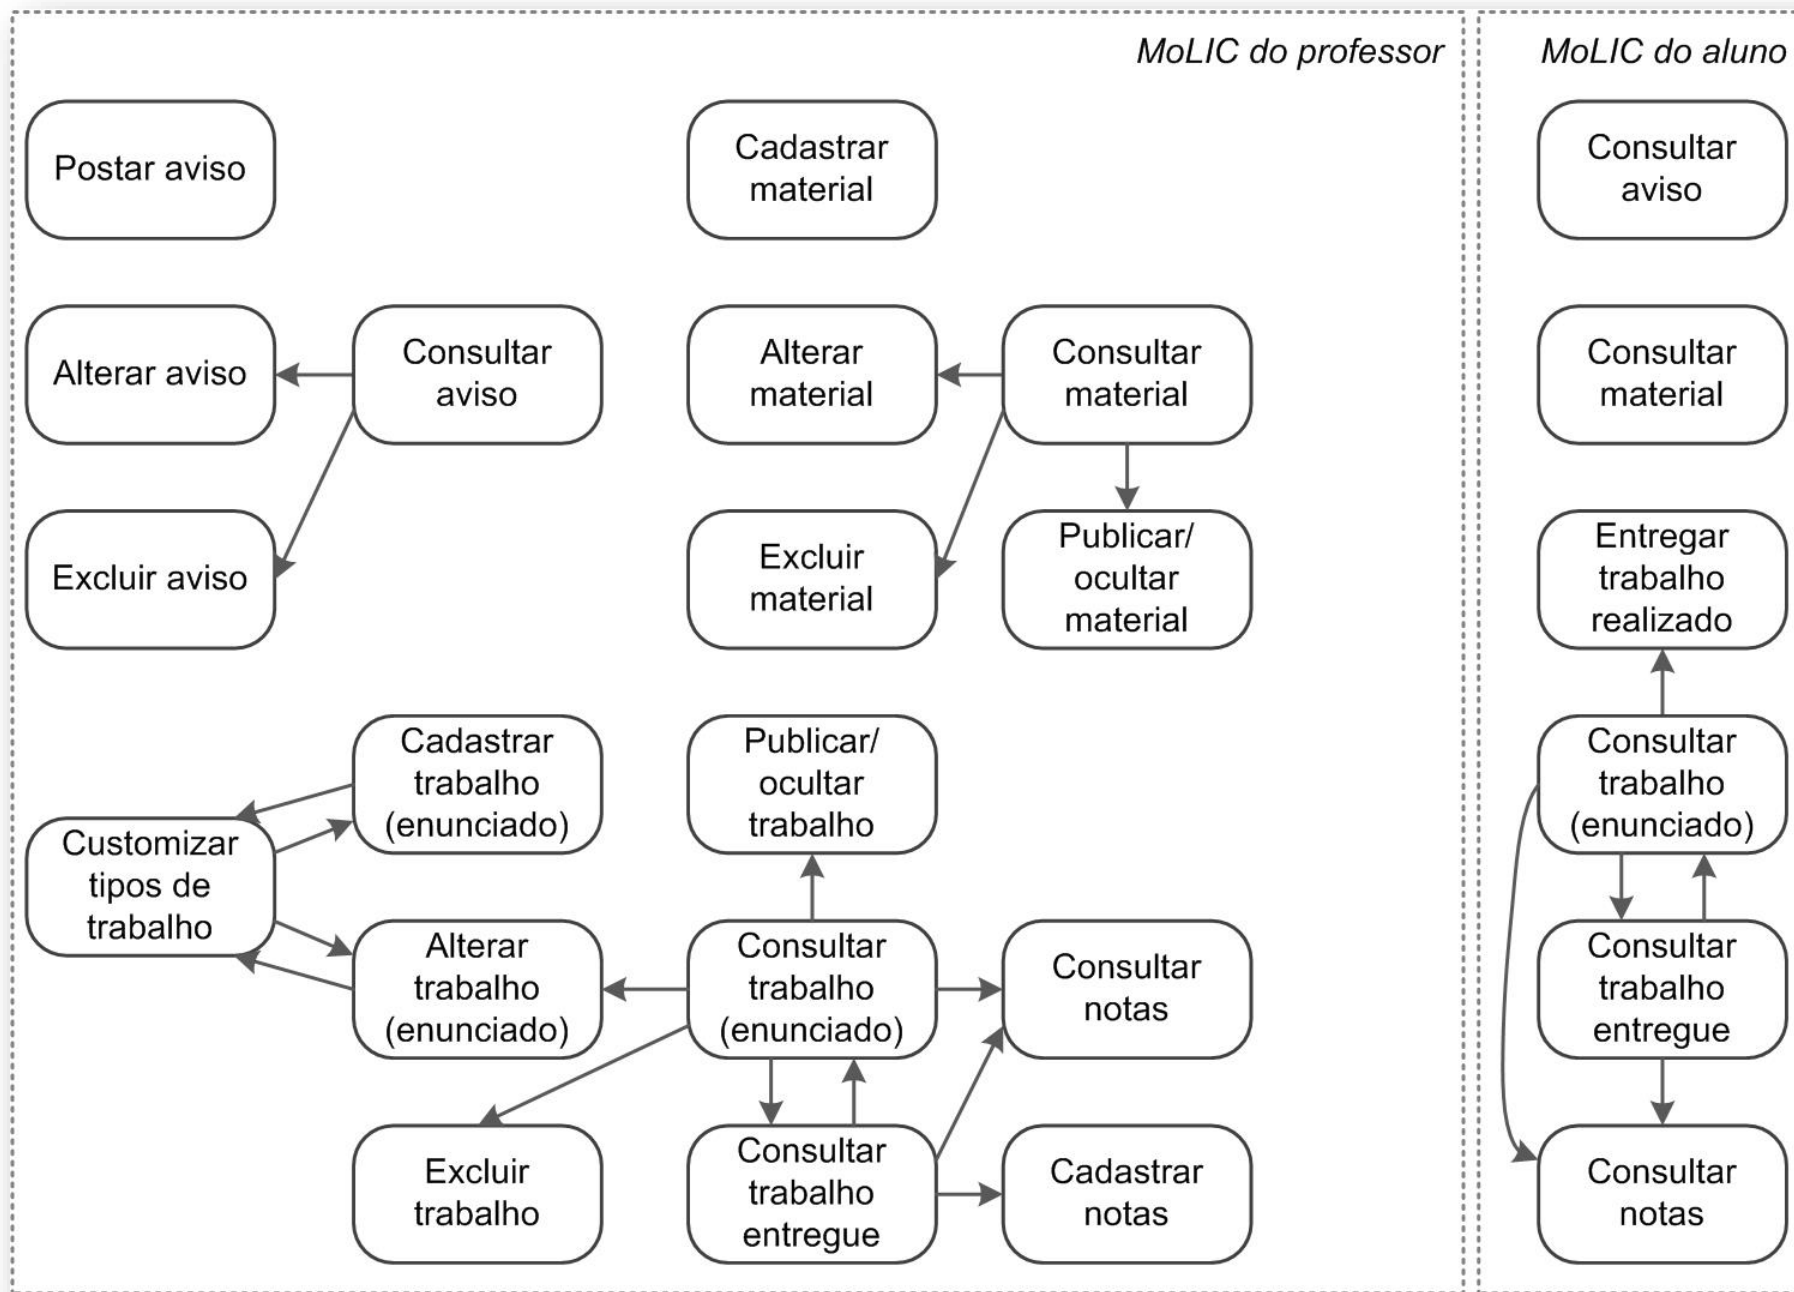 MoLIC do professor
MoLIC do aluno
Postar aviso
Cadastrar
material
Consultar
aviso
Alterar aviso
Consultar
aviso
Alterar
material
Consultar
material
Consultar
material
Excluir aviso
Excluir
material
Publicar/
ocultar
material
Entregar
trabalho
realizado
Cadastrar
trabalho
(enunciado)
Publicar/
ocultar
trabalho
Consultar
trabalho
(enunciado)
Customizar
tipos de
trabalho
Alterar
trabalho
(enunciado)
Consultar
trabalho
(enunciado)
Consultar
notas
Consultar
trabalho
entregue
Excluir
trabalho
Consultar
trabalho
entregue
Cadastrar
notas
Consultar
notas